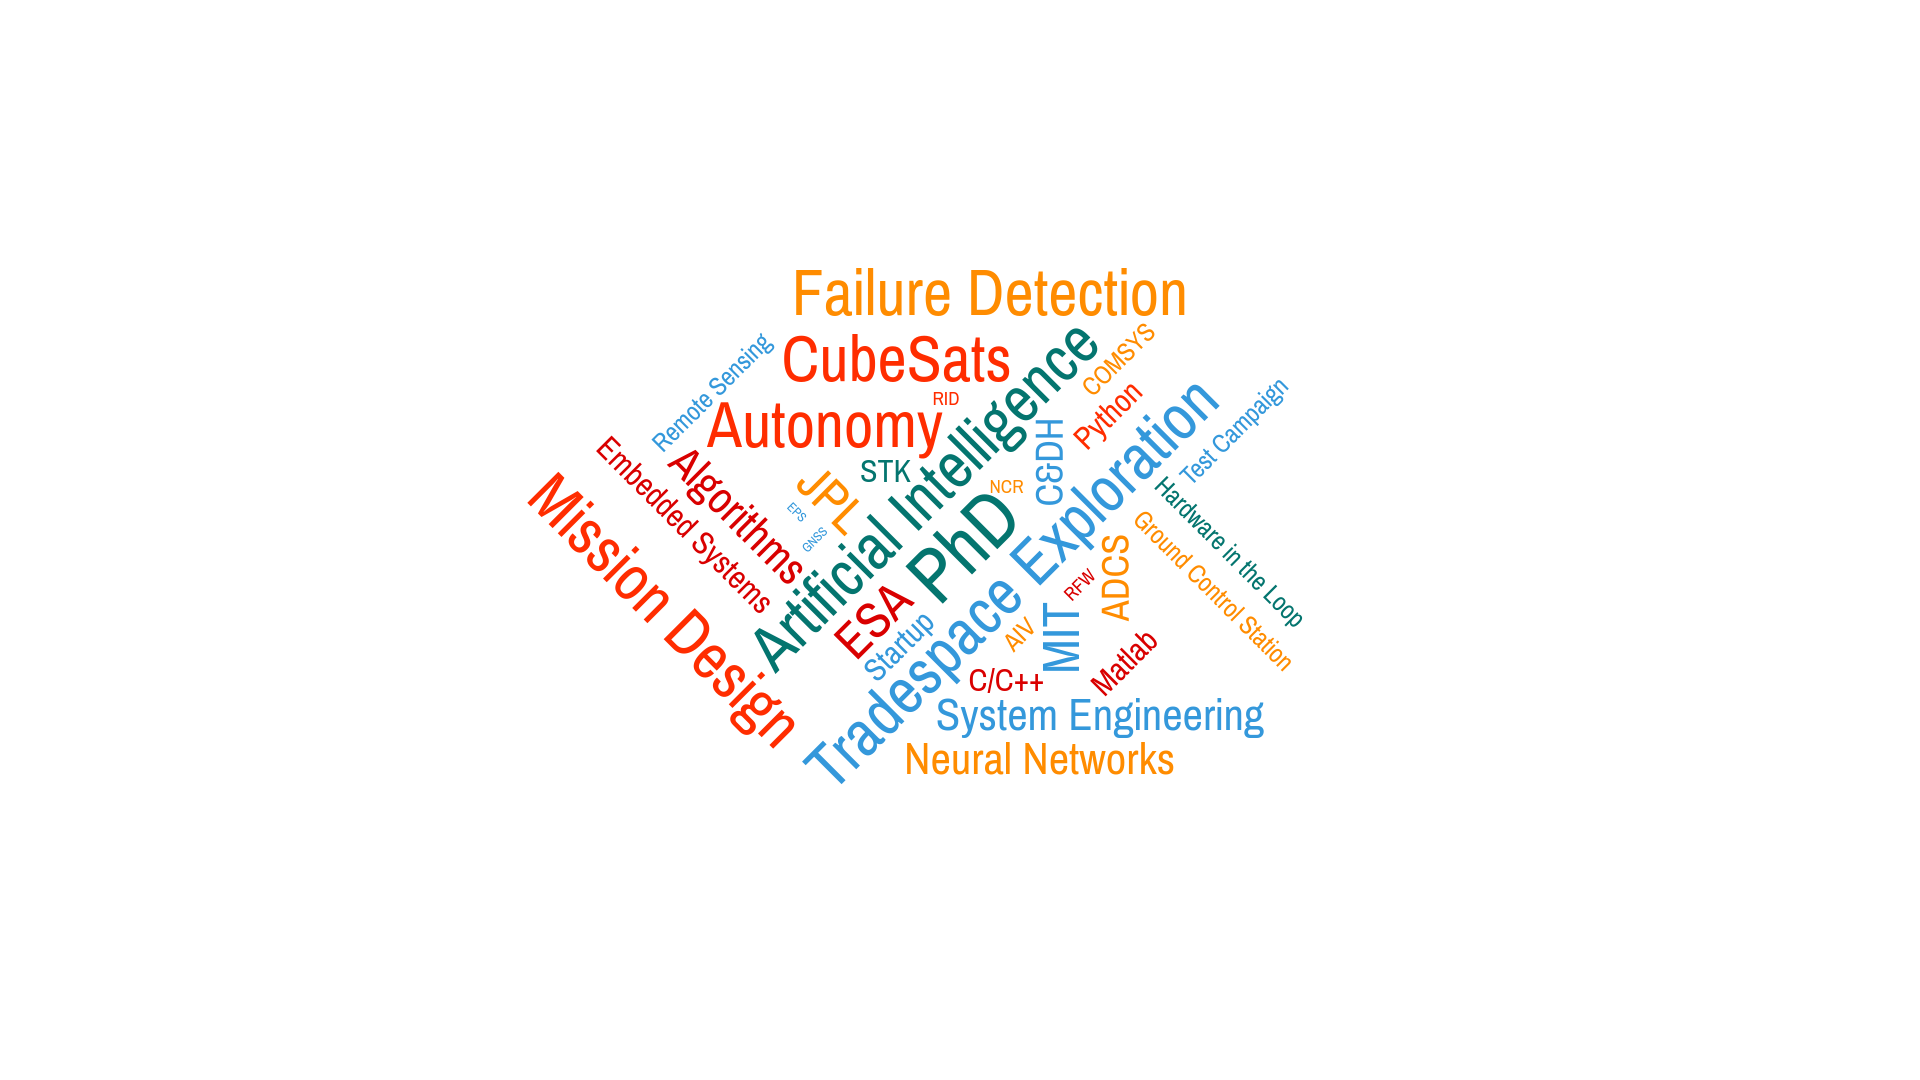 Failure Detection
CubeSats
Artificial Intelligence
COMSYS
Remote Sensing
RID
Autonomy
Python
Tradespace Exploration
Test Campaign
C&DH
Algorithms
Embedded Systems
STK
JPL
NCR
PhD
EPS
GNSS
Mission Design
Hardware in the Loop
Ground Control Station
ADCS
RFW
ESA
Startup
AIV
MIT
Matlab
C/C++
System Engineering
Neural Networks